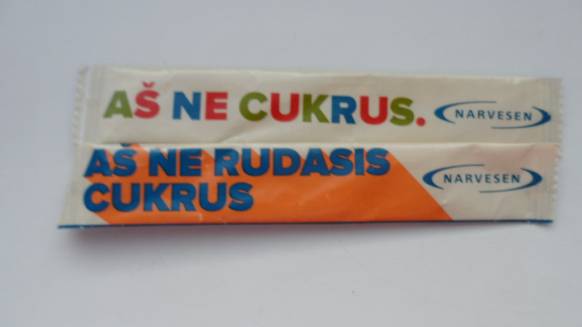 AŠ NE CUKRUS. NARVESEN
AŠ NE RUDASIS
CUKRUS
NARVESEN